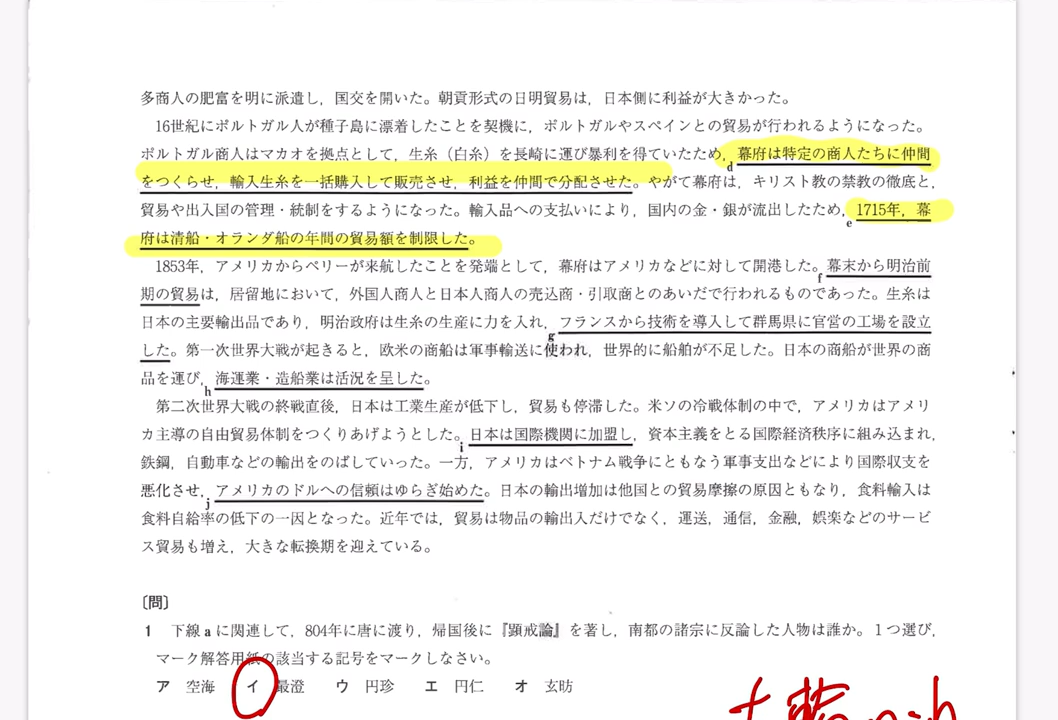 多商人の肥富を明に派遣し，国交を開いた。朝貢形式の日明貿易は，日本側に利益が大きかった。
16世紀にポルトガル人が種子島に漂着したことを契機に，ポルトガルやスペインとの貿易が行われるようになった。
ポルトガル商人はマカオを拠点として，生糸（白糸）を長崎に運び暴利を得ていたため，d幕府は特定の商人たちに仲間
をつくらせ，輸入生糸を一括購入して販売させ，利益を仲間で分配させた。やがて幕府は，キリスト教の禁教の徹底と，
貿易や出入国の管理・統制をするようになった。輸入品への支払いにより，国内の金・銀が流出したため，e1715年，幕
府は清船・オランダ船の年間の貿易額を制限した。
1853年，アメリカからペリーが来航したことを発端として，幕府はアメリカなどに対して開港した。f幕末から明治前
期の貿易は，居留地において，外国人商人と日本人商人の売込商・引取商とのあいだで行われるものであった。生糸は
日本の主要輸出品であり，明治政府は生糸の生産に力を入れ，gフランスから技術を導入して群馬県に官営の工場を設立
した。第一次世界大戦が起きると，欧米の商船は軍事輸送に使われ，世界的に船舶が不足した。日本の商船が世界の商
品を運び，h海運業・造船業は活況を呈した。
第二次世界大戦の終戦直後，日本は工業生産が低下し，貿易も停滞した。米ソの冷戦体制の中で，アメリカはアメリ
カ主導の自由貿易体制をつくりあげようとした。i日本は国際機関に加盟し，資本主義をとる国際経済秩序に組み込まれ，
鉄鋼，自動車などの輸出をのばしていった。一方，アメリカはベトナム戦争にともなう軍事支出などにより国際収支を
悪化させ，jアメリカのドルへの信頼はゆらぎ始めた。日本の輸出増加は他国との貿易摩擦の原因ともなり，食料輸入は
食料自給率の低下の一因となった。近年では，貿易は物品の輸出入だけでなく，運送，通信，金融，娯楽などのサービ
ス貿易も増え，大きな転換期を迎えている。
〔問〕
1 下線aに関連して，804年に唐に渡り，帰国後に『顕戒論』を著し，南都の諸宗に反論した人物は誰か。1つ選び，
マーク解答用紙の該当する記号をマークしなさい。
ア 空海 イ 最澄 ウ 円珍 エ 円仁 オ 玄昉